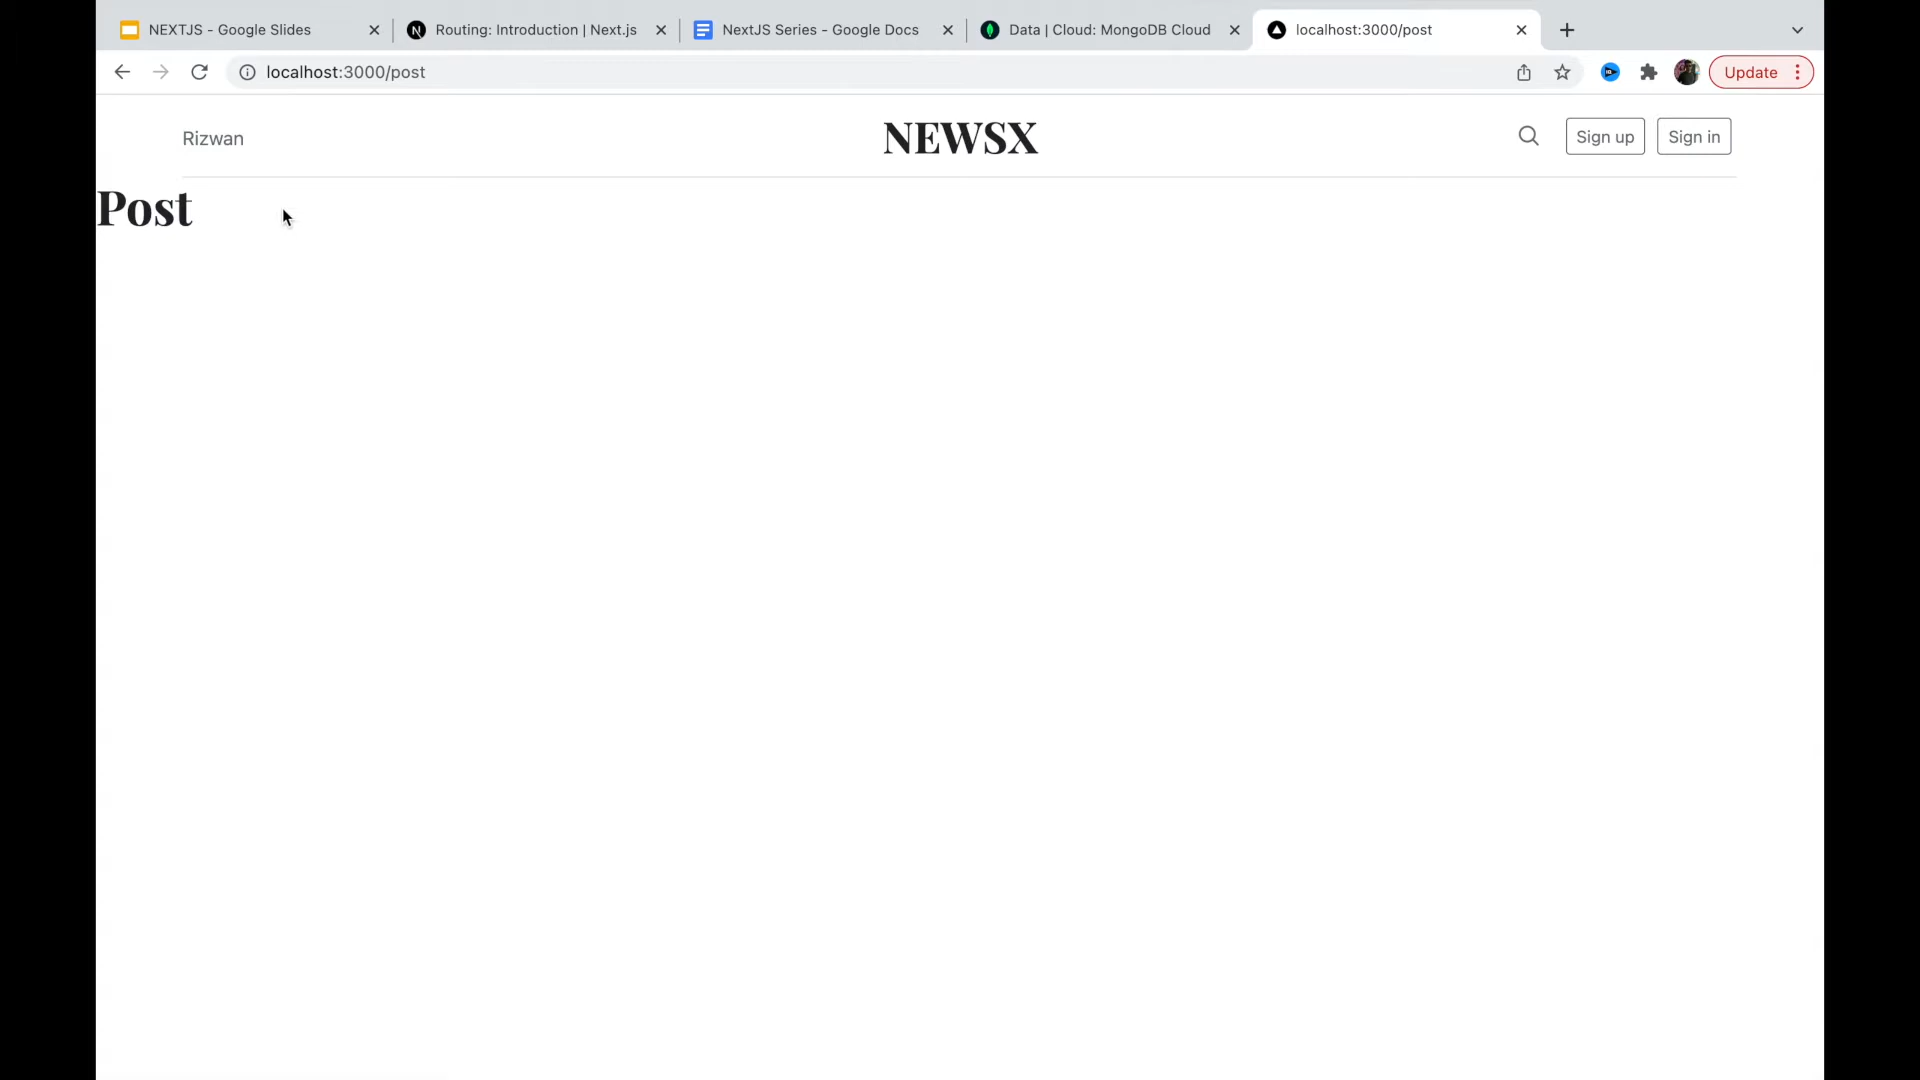 NEXTJS - Google Slides
Routing: Introduction | Next.js
NextJS Series - Google Docs
Data | Cloud: MongoDB Cloud
localhost:3000/post
localhost:3000/post
Update
Rizwan
NEWSX
Sign up
Sign in
Post